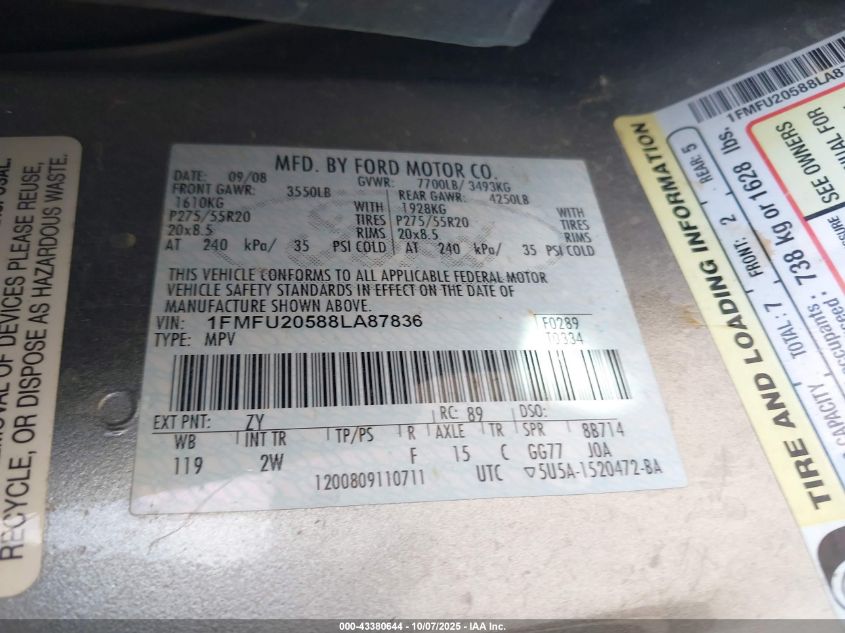 MFD. BY FORD MOTOR CO.
DATE: 09/08 GVWR: 7700LB/ 3493KG
FRONT GAWR: 3550LB REAR GAWR: 4250LB
1610KG WITH 1928KG WITH
P275/55R20 TIRES P275/55R20 TIRES
20x8.5 RIMS 20x8.5 RIMS
AT 240 kPa/ 35 PSI COLD AT 240 kPa/ 35 PSI COLD
THIS VEHICLE CONFORMS TO ALL APPLICABLE FEDERAL MOTOR
VEHICLE SAFETY STANDARDS IN EFFECT ON THE DATE OF
MANUFACTURE SHOWN ABOVE.
VIN: 1FMFU20588LA87836 F0289
TYPE: MPV T0334
EXT PNT: ZY RC: 89 DSO:
WB INT TR TP/PS R AXLE TR SPR 8B714
119 2W F 15 C GG77 JOA
1200809110711 UTC 5U5A-1520472-BA
OF DEVICES PLEASE REUSE,
RECYCLE, OR DISPOSE AS HAZARDOUS WASTE.
TIRE AND LOADING INFORMATION
TOTAL: 7 FRONT: 2 REAR: 5
738 kg or 1628 lbs.
1FMFU20588LA
SEE OWNERS
FOR
000-43380644 - 10/07/2025 - IAA Inc.